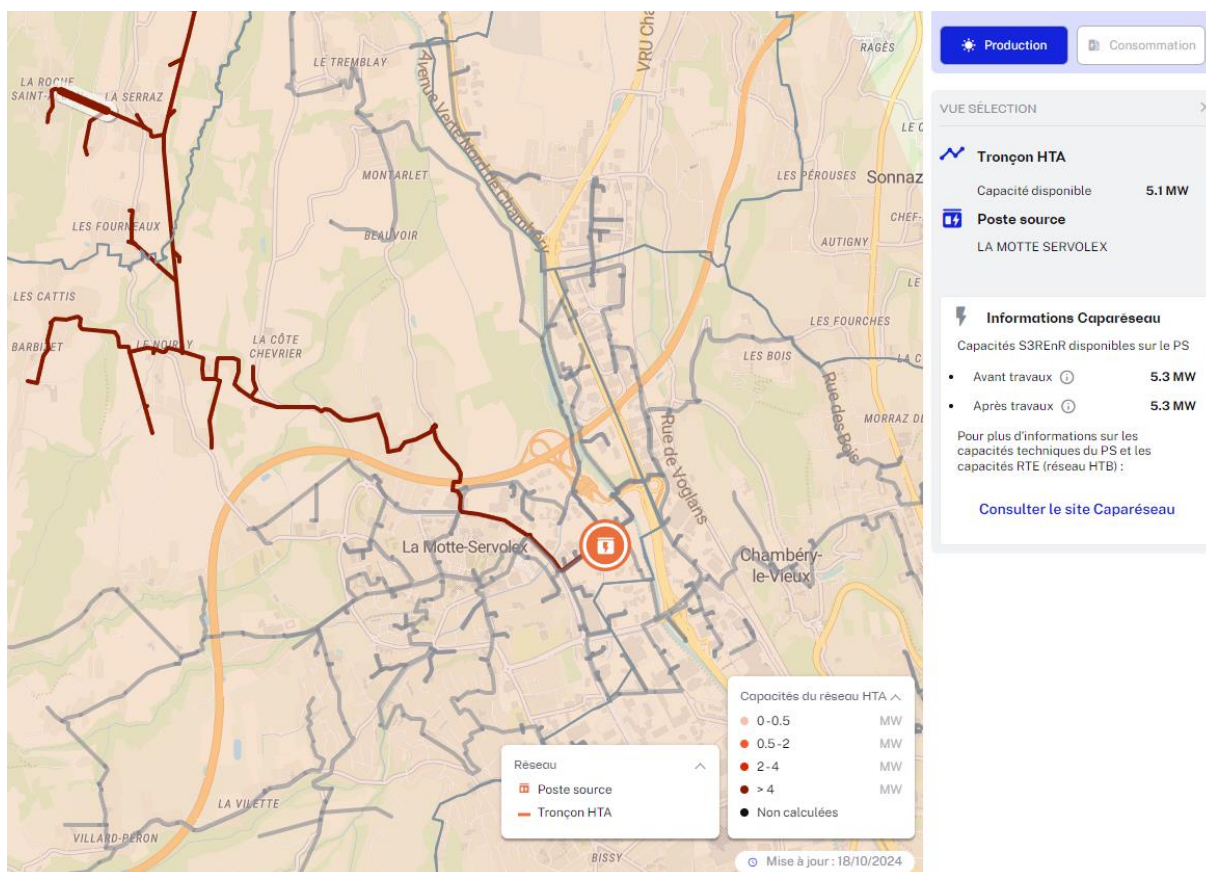 RAGÈS
LE TREMBLAY
VRU Cha
Avenue Verte Nord de Chambéry
LA ROCHE
SAINT-
LA SERRAZ
LE C
MONTARLET
LES PÉROUSES
Sonnaz
LES FOURNEAUX
BEAUVOIR
CHEF-
AUTIGNY
LES CATTIS
LE
BARBIZET
LE NOIRAY
LA CÔTE
CHEVRIER
LES FOURCHES
LES BOIS
LA C
Rue des Bois
Rue de Voglans
MORRAZ DE
La Motte-Servolex
Chambéry-
le-Vieux
LA VILETTE
VILLARD-PÉRON
BISSY
Réseau
Poste source
Tronçon HTA
Capacités du réseau HTA
0-0.5 MW
0.5-2 MW
2-4 MW
> 4 MW
Non calculées
Mise à jour : 18/10/2024
Production
Consommation
VUE SÉLECTION
Tronçon HTA
Capacité disponible 5.1 MW
Poste source
LA MOTTE SERVOLEX
Informations Caparéseau
Capacités S3REnR disponibles sur le PS
• Avant travaux 5.3 MW
• Après travaux 5.3 MW
Pour plus d'informations sur les
capacités techniques du PS et les
capacités RTE (réseau HTB) :
Consulter le site Caparéseau